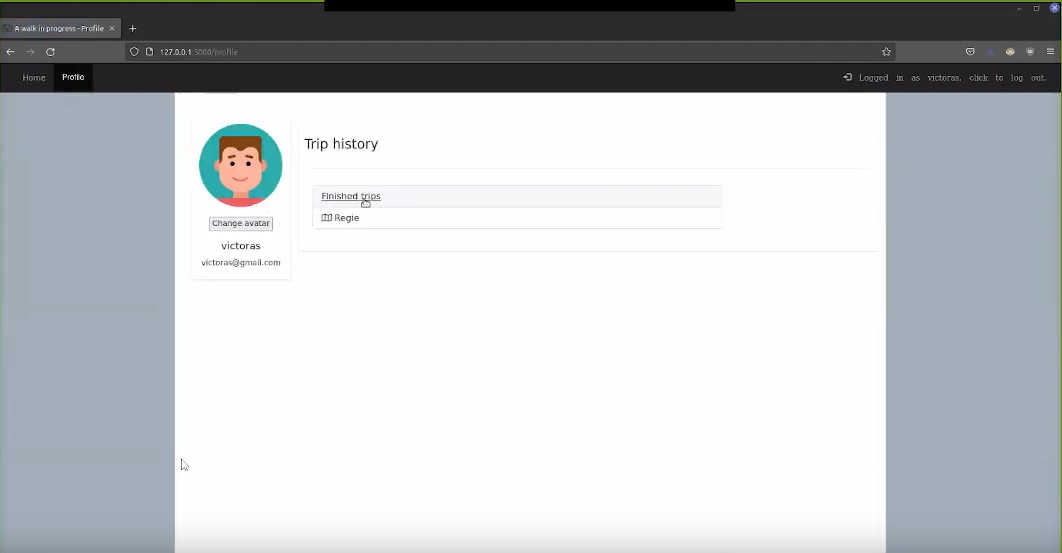 A walk in progress - Profile
127.0.0.1:5000/profile
Home Profile Logged in as victoras, click to log out.
Trip history
Finished trips
Regie
Change avatar
victoras
victoras@gmail.com